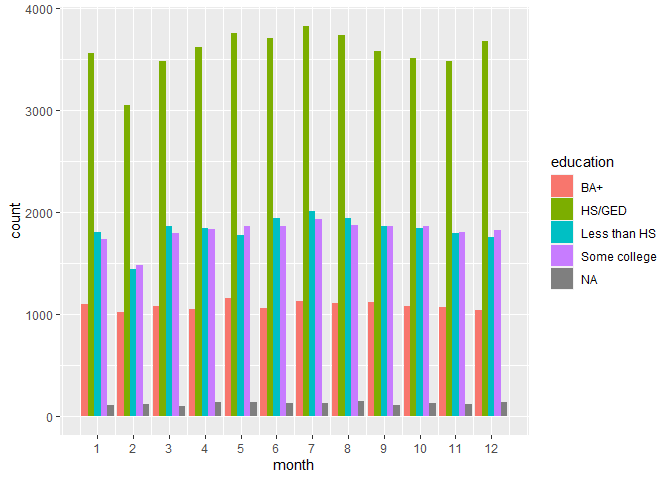 4000
3000
2000
1000
0
count
1 2 3 4 5 6 7 8 9 10 11 12
month
education
BA+
HS/GED
Less than HS
Some college
NA